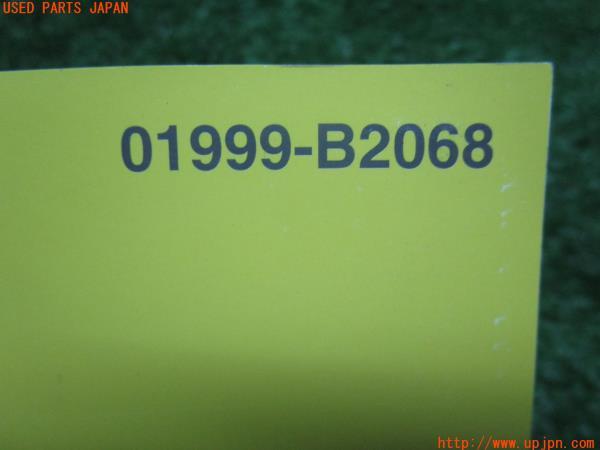 USED PARTS JAPAN
01999-B2068
http://www.upjpn.com